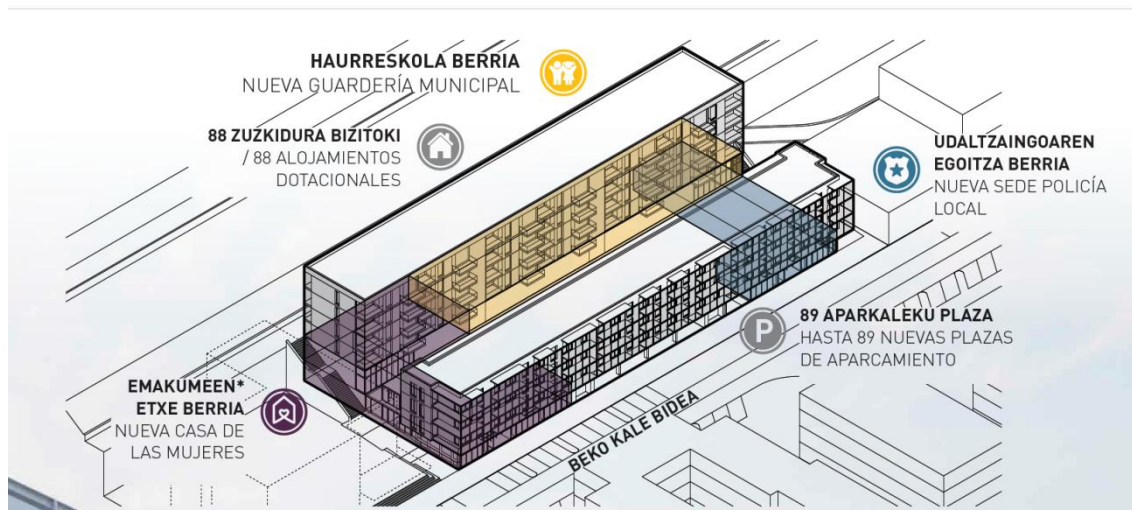 HAURRESKOLA BERRIA
NUEVA GUARDERÍA MUNICIPAL
88 ZUZKIDURA BIZITOKI
/ 88 ALOJAMIENTOS
DOTACIONALES
UDALTZAINGOAREN
EGOITZA BERRIA
NUEVA SEDE POLICÍA
LOCAL
P
89 APARKALEKU PLAZA
HASTA 89 NUEVAS PLAZAS
DE APARCAMIENTO
EMAKUMEEN*
ETXE BERRIA
NUEVA CASA DE
LAS MUJERES
BEKO KALE BIDEA